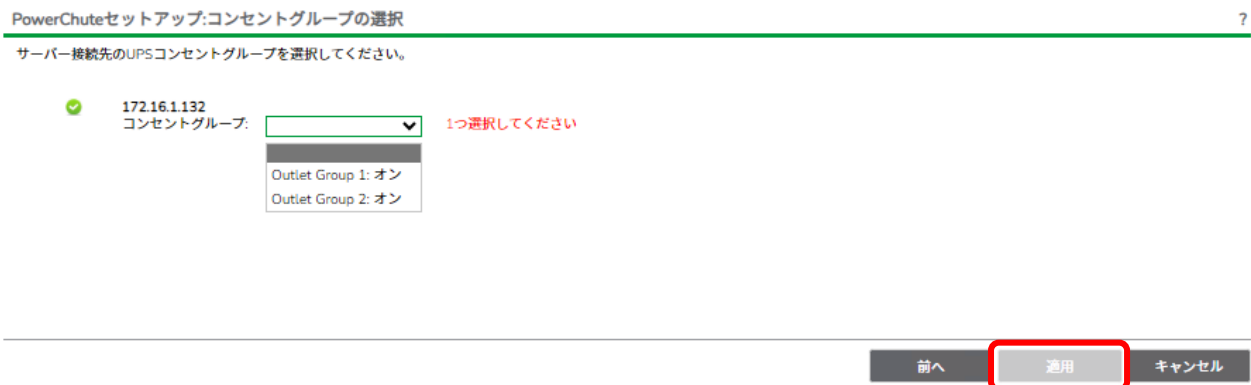 PowerChuteセットアップ:コンセントグループの選択 ?
サーバー接続先のUPSコンセントグループを選択してください。
172.16.1.132
コンセントグループ: 1つ選択してください
Outlet Group 1: オン
Outlet Group 2: オン
前へ 適用 キャンセル